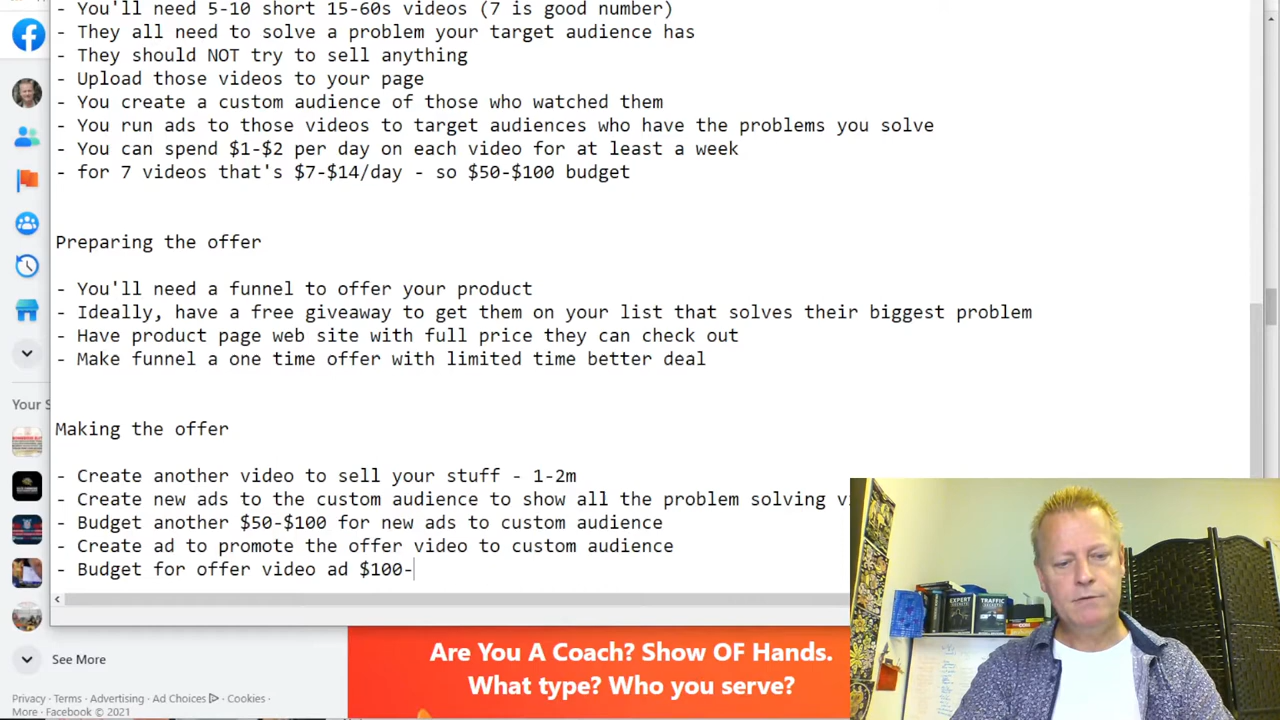 - You'll need 5-10 short 15-60s videos (7 is good number)
- They all need to solve a problem your target audience has
- They should NOT try to sell anything
- Upload those videos to your page
- You create a custom audience of those who watched them
- You run ads to those videos to target audiences who have the problems you solve
- You can spend $1-$2 per day on each video for at least a week
- for 7 videos that's $7-$14/day - so $50-$100 budget
Preparing the offer
- You'll need a funnel to offer your product
- Ideally, have a free giveaway to get them on your list that solves their biggest problem
- Have product page web site with full price they can check out
- Make funnel a one time offer with limited time better deal
Your S
Making the offer
- Create another video to sell your stuff - 1-2m
- Create new ads to the custom audience to show all the problem solving vi
- Budget another $50-$100 for new ads to custom audience
- Create ad to promote the offer video to custom audience
- Budget for offer video ad $100-
EXPERT
SECRETS
TRAFFIC
SECRETS
See More
Are You A Coach? Show OF Hands.
What type? Who you serve?
Privacy · Terms · Advertising · Ad Choices · Cookies ·
More · Facebook © 2021